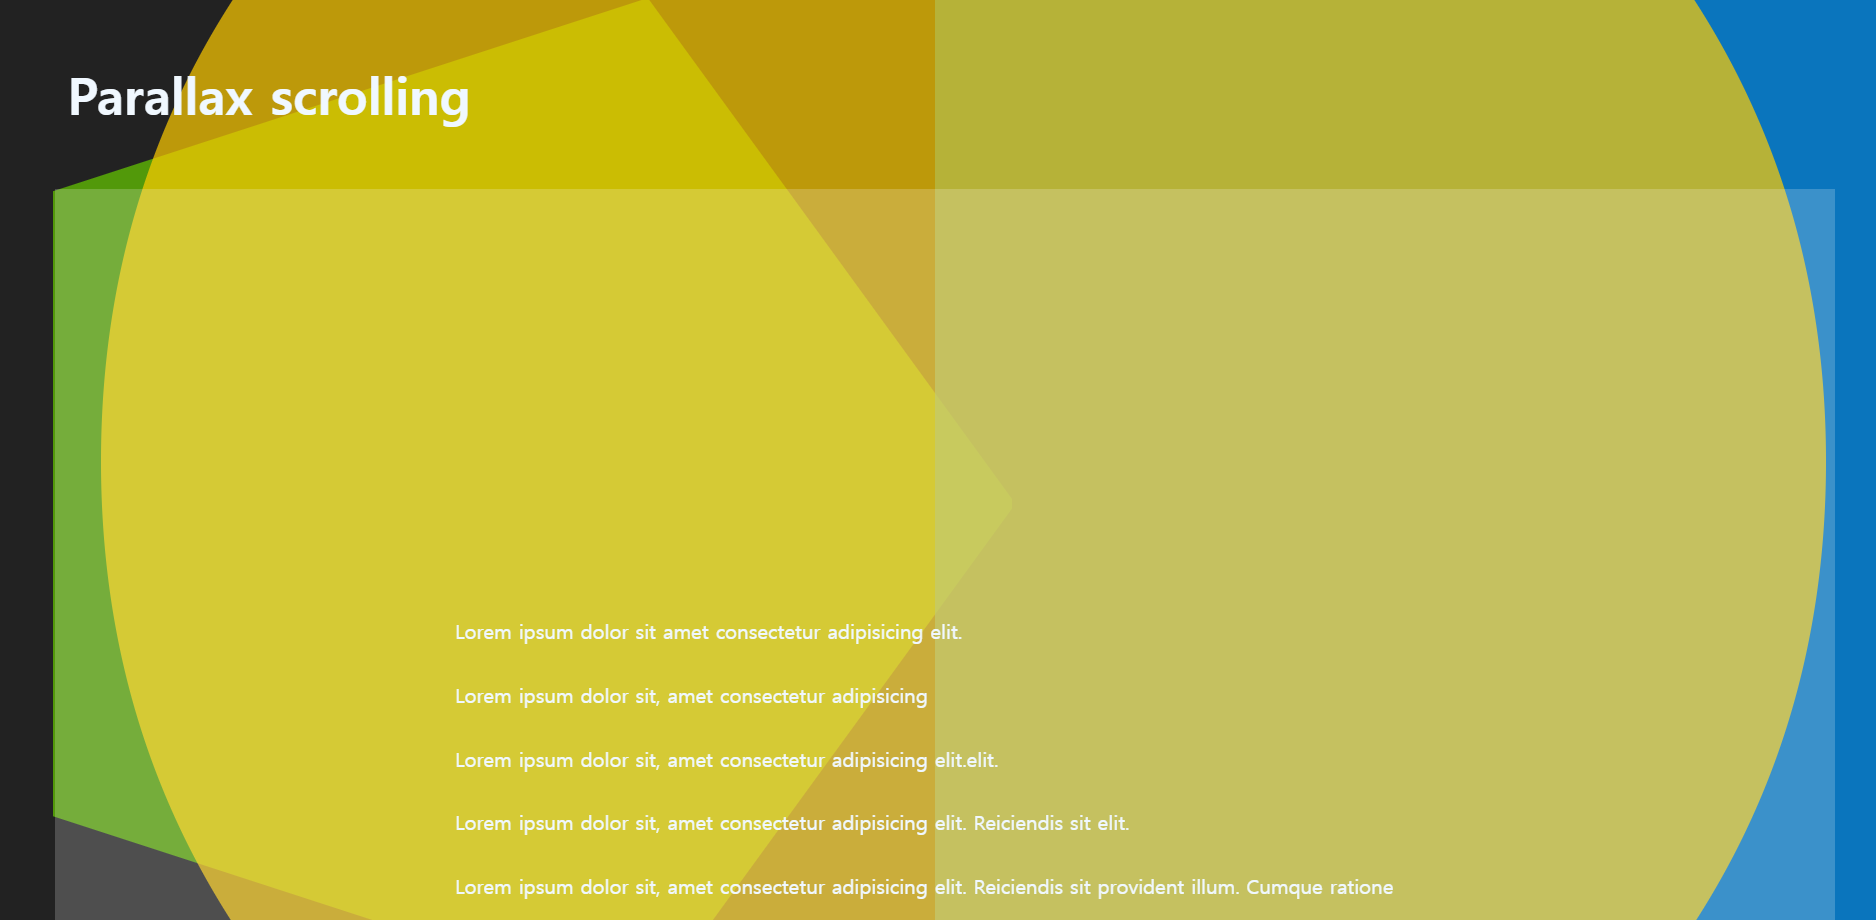 Parallax scrolling
Lorem ipsum dolor sit amet consectetur adipisicing elit.
Lorem ipsum dolor sit, amet consectetur adipisicing
Lorem ipsum dolor sit, amet consectetur adipisicing elit.elit.
Lorem ipsum dolor sit, amet consectetur adipisicing elit. Reiciendis sit elit.
Lorem ipsum dolor sit, amet consectetur adipisicing elit. Reiciendis sit provident illum. Cumque ratione